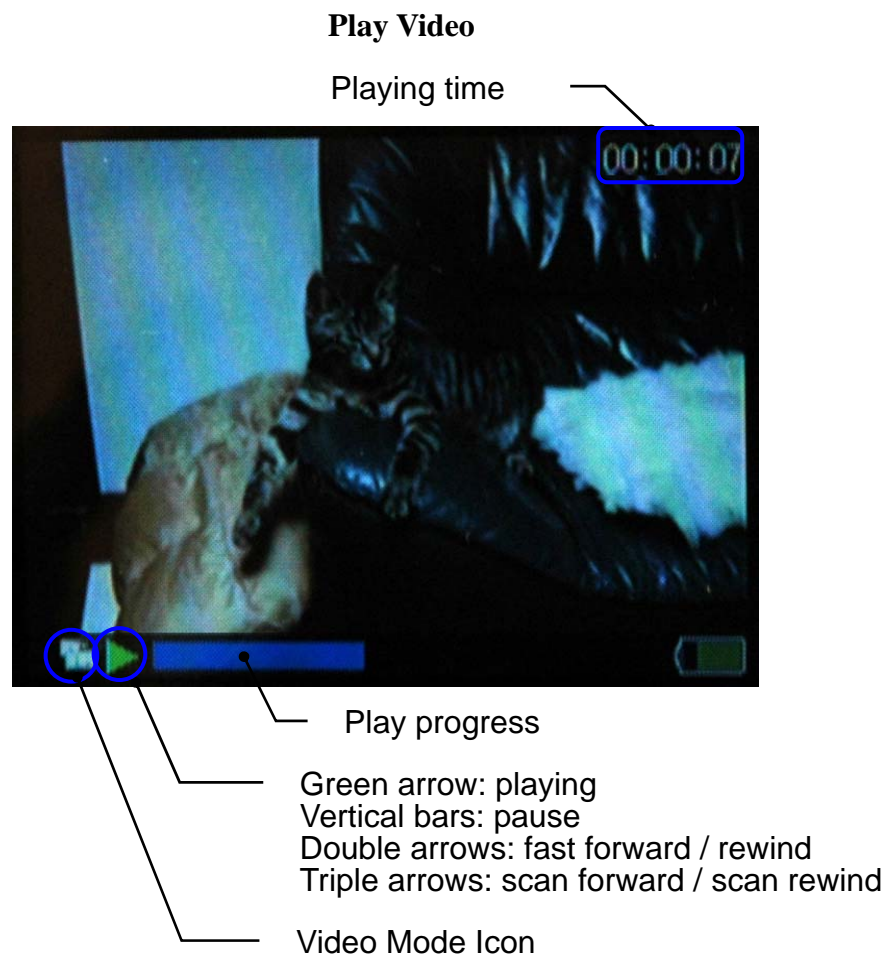 Play Video
Playing time
00:00:07
Play progress
Green arrow: playing
Vertical bars: pause
Double arrows: fast forward / rewind
Triple arrows: scan forward / scan rewind
Video Mode Icon